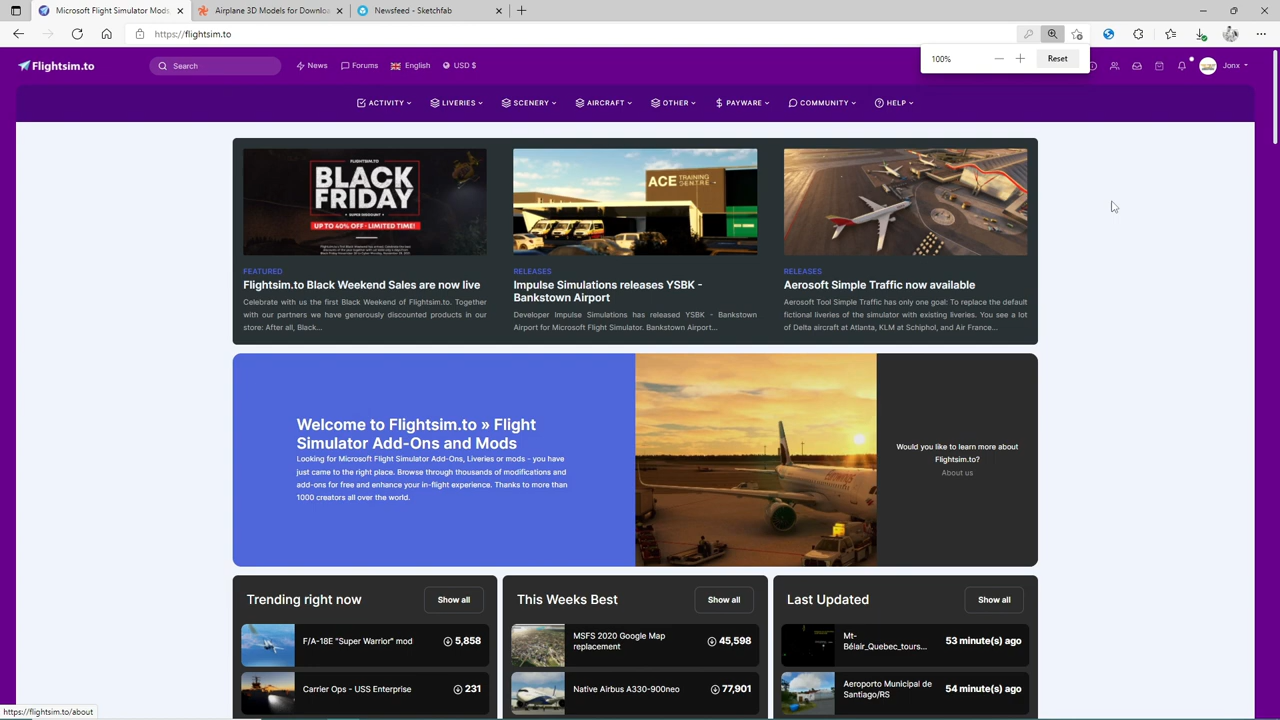 Microsoft Flight Simulator Mods
Airplane 3D Models for Downloa
Newsfeed - Sketchfab
https://flightsim.to
100%
Reset
Flightsim.to
Search
News
Forums
English
USD $
Jonx
ACTIVITY
LIVERIES
SCENERY
AIRCRAFT
OTHER
PAYWARE
COMMUNITY
HELP
FLIGHTSIM.TO
BLACK
FRIDAY
SUPER DISCOUNT
UP TO 40% OFF · LIMITED TIME!
ACE TRAINING
CENTRE
FEATURED
Flightsim.to Black Weekend Sales are now live
Celebrate with us the first Black Weekend of Flightsim.to. Together
with our partners we have generously discounted products in our
store: After all, Black...
RELEASES
Impulse Simulations releases YSBK -
Bankstown Airport
Developer Impulse Simulations has released YSBK - Bankstown
Airport for Microsoft Flight Simulator. Bankstown Airport...
RELEASES
Aerosoft Simple Traffic now available
Aerosoft Tool Simple Traffic has only one goal: To replace the default
fictional liveries of the simulator with existing liveries. You see a lot
of Delta aircraft at Atlanta, KLM at Schiphol, and Air France...
Welcome to Flightsim.to » Flight
Simulator Add-Ons and Mods
Looking for Microsoft Flight Simulator Add-Ons, Liveries or mods - you have
just came to the right place. Browse through thousands of modifications and
add-ons for free and enhance your in-flight experience. Thanks to more than
1000 creators all over the world.
Would you like to learn more about
Flightsim.to?
About us
Trending right now
Show all
F/A-18E "Super Warrior" mod
5,858
Carrier Ops - USS Enterprise
231
This Weeks Best
Show all
MSFS 2020 Google Map
replacement
45,598
Native Airbus A330-900neo
77,901
Last Updated
Show all
Mt-
Bélair_Quebec_tours...
53 minute(s) ago
Aeroporto Municipal de
Santiago/RS
54 minute(s) ago
https://flightsim.to/about